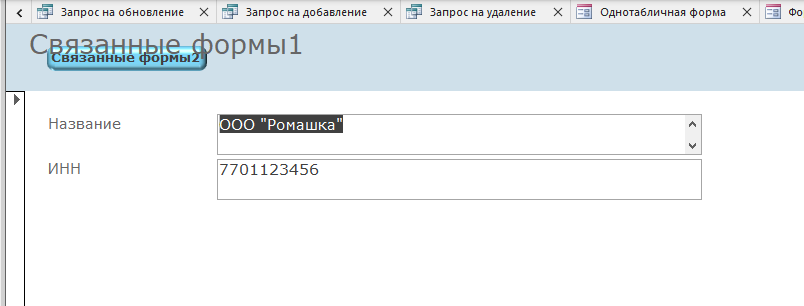 Запрос на обновление Запрос на добавление Запрос на удаление Однотабличная форма Фо
Связанные формы1
Связанные формы2
Название ООО "Ромашка"
ИНН 7701123456